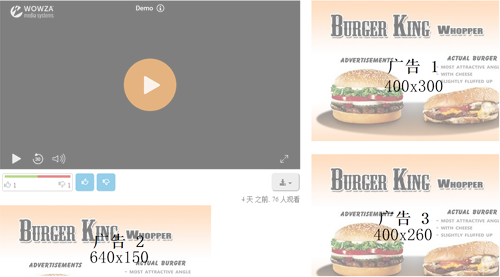 WOWZA
media systems
Demo
30
1
1
4 天 之前, 70 人观看
BURGER KING WHOPPER
ADVERTISEMENTS
ACTUAL BURGER
- MOST ATTRACTIVE ANGLE
- WITH CHEESE
- SLIGHTLY FLUFFED UP
广告 1
400x300
BURGER KING WHOPPER
ADVERTISEMENTS
ACTUAL BURGER
- MOST ATTRACTIVE ANG
- WITH CHEESE
- SLIGHTLY FLUFFED UP
广告 3
400x260
BURGER KING WHOPPER
ADVERTISEMENTS
ACTUAL BURGER
- MOST ATTRACTIVE ANGLE
广告 2
640x150